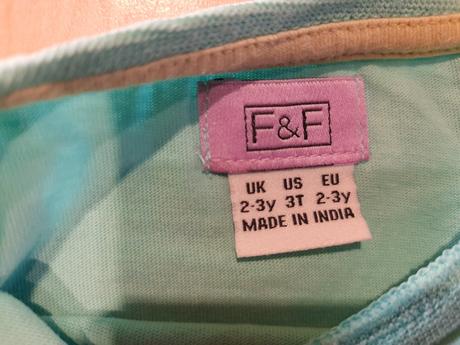 F&F
UK US EU
2-3y 3T 2-3y
MADE IN INDIA